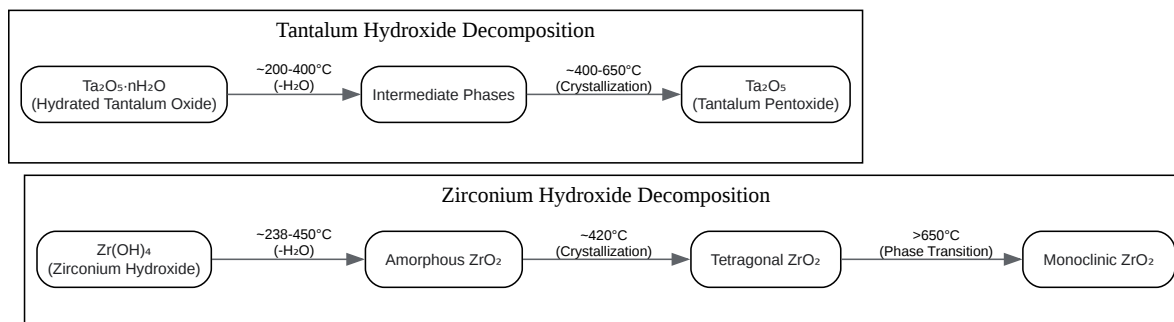 Tantalum Hydroxide Decomposition
Ta₂O₅·nH₂O
(Hydrated Tantalum Oxide)
~200-400°C
(-H₂O)
Intermediate Phases
~400-650°C
(Crystallization)
Ta₂O₅
(Tantalum Pentoxide)
Zirconium Hydroxide Decomposition
Zr(OH)₄
(Zirconium Hydroxide)
~238-450°C
(-H₂O)
Amorphous ZrO₂
~420°C
(Crystallization)
Tetragonal ZrO₂
>650°C
(Phase Transition)
Monoclinic ZrO₂